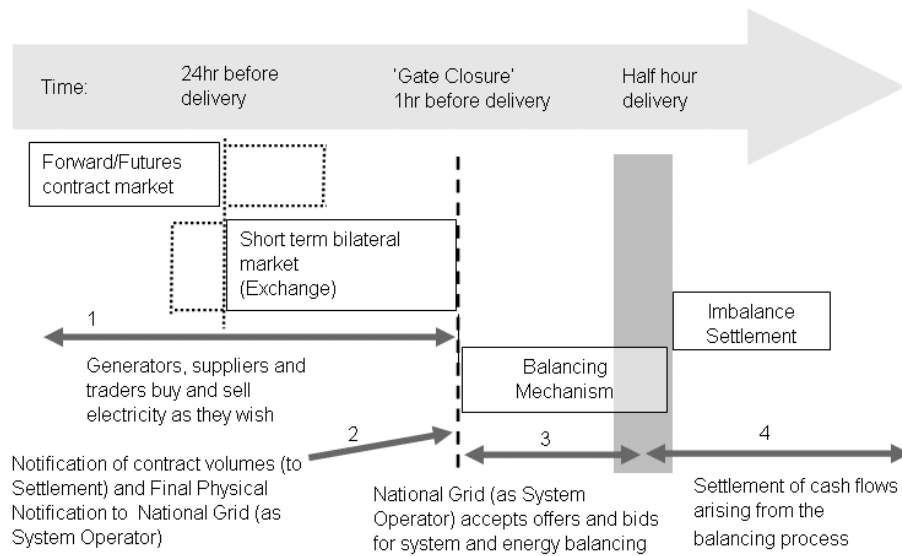 Time:
24hr before
delivery
'Gate Closure'
1hr before delivery
Half hour
delivery
Forward/Futures
contract market
Short term bilateral
market
(Exchange)
Imbalance
Settlement
1
Generators, suppliers and
traders buy and sell
electricity as they wish
Balancing
Mechanism
2
3
4
Notification of contract volumes (to
Settlement) and Final Physical
Notification to National Grid (as
System Operator)
National Grid (as System
Operator) accepts offers and bids
for system and energy balancing
Settlement of cash flows
arising from the
balancing process